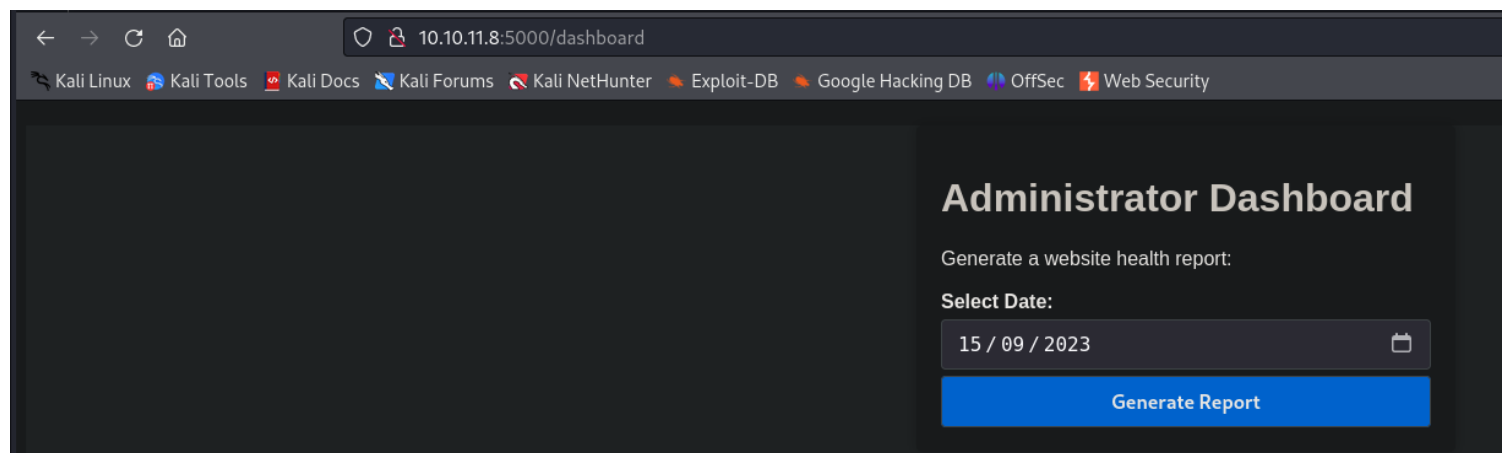 10.10.11.8:5000/dashboard
Kali Linux Kali Tools Kali Docs Kali Forums Kali NetHunter Exploit-DB Google Hacking DB OffSec Web Security
Administrator Dashboard
Generate a website health report:
Select Date:
15/09/2023
Generate Report